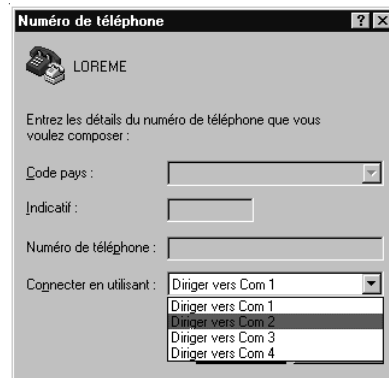 Numéro de téléphone
LOREME
Entrez les détails du numéro de téléphone que vous
voulez composer :
Code pays :
Indicatif :
Numéro de téléphone :
Connecter en utilisant : Diriger vers Com 1
Diriger vers Com 1
Diriger vers Com 2
Diriger vers Com 3
Diriger vers Com 4